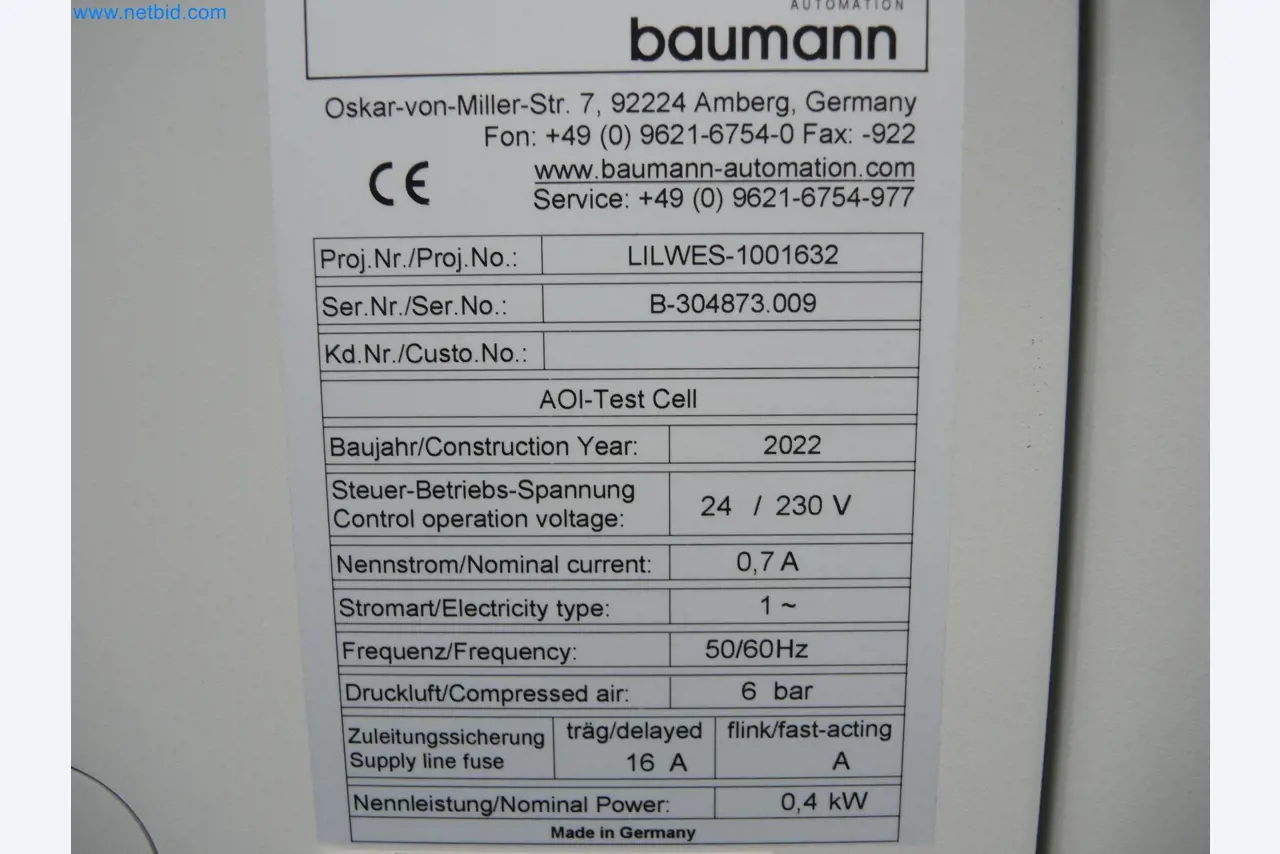 www.netbid.com
AUTOMATION
baumann
Oskar-von-Miller-Str. 7, 92224 Amberg, Germany
Fon: +49 (0) 9621-6754-0 Fax: -922
CE
www.baumann-automation.com
Service: +49 (0) 9621-6754-977
Proj.Nr./Proj.No.: LILWES-1001632
Ser.Nr./Ser.No.: B-304873.009
Kd.Nr./Custo.No.:
AOI-Test Cell
Baujahr/Construction Year: 2022
Steuer-Betriebs-Spannung
Control operation voltage: 24 / 230 V
Nennstrom/Nominal current: 0,7 A
Stromart/Electricity type: 1 ~
Frequenz/Frequency: 50/60Hz
Druckluft/Compressed air: 6 bar
Zuleitungssicherung träg/delayed flink/fast-acting
Supply line fuse 16 A A
Nennleistung/Nominal Power: 0,4 kW
Made in Germany